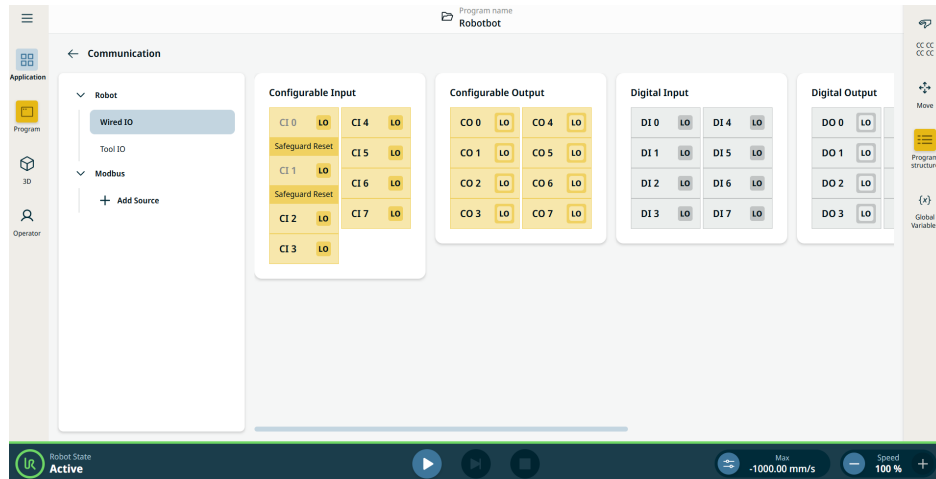 Program name
Robotbot
Application
Program
3D
Operator
Communication
Robot
Wired IO
Tool IO
Modbus
Add Source
Configurable Input
CI 0 LO CI 4 LO
Safeguard Reset
CI 5 LO
CI 1 LO
CI 6 LO
Safeguard Reset
CI 2 LO CI 7 LO
CI 3 LO
Configurable Output
CO 0 LO CO 4 LO
CO 1 LO CO 5 LO
CO 2 LO CO 6 LO
CO 3 LO CO 7 LO
Digital Input
DI 0 LO DI 4 LO
DI 1 LO DI 5 LO
DI 2 LO DI 6 LO
DI 3 LO DI 7 LO
Digital Output
DO 0 LO
DO 1 LO
DO 2 LO
DO 3 LO
CC CC
CC CC
Move
Program
structure
{x}
Global
Variable
UR
Robot State
Active
Max
-1000.00 mm/s
Speed
100 %